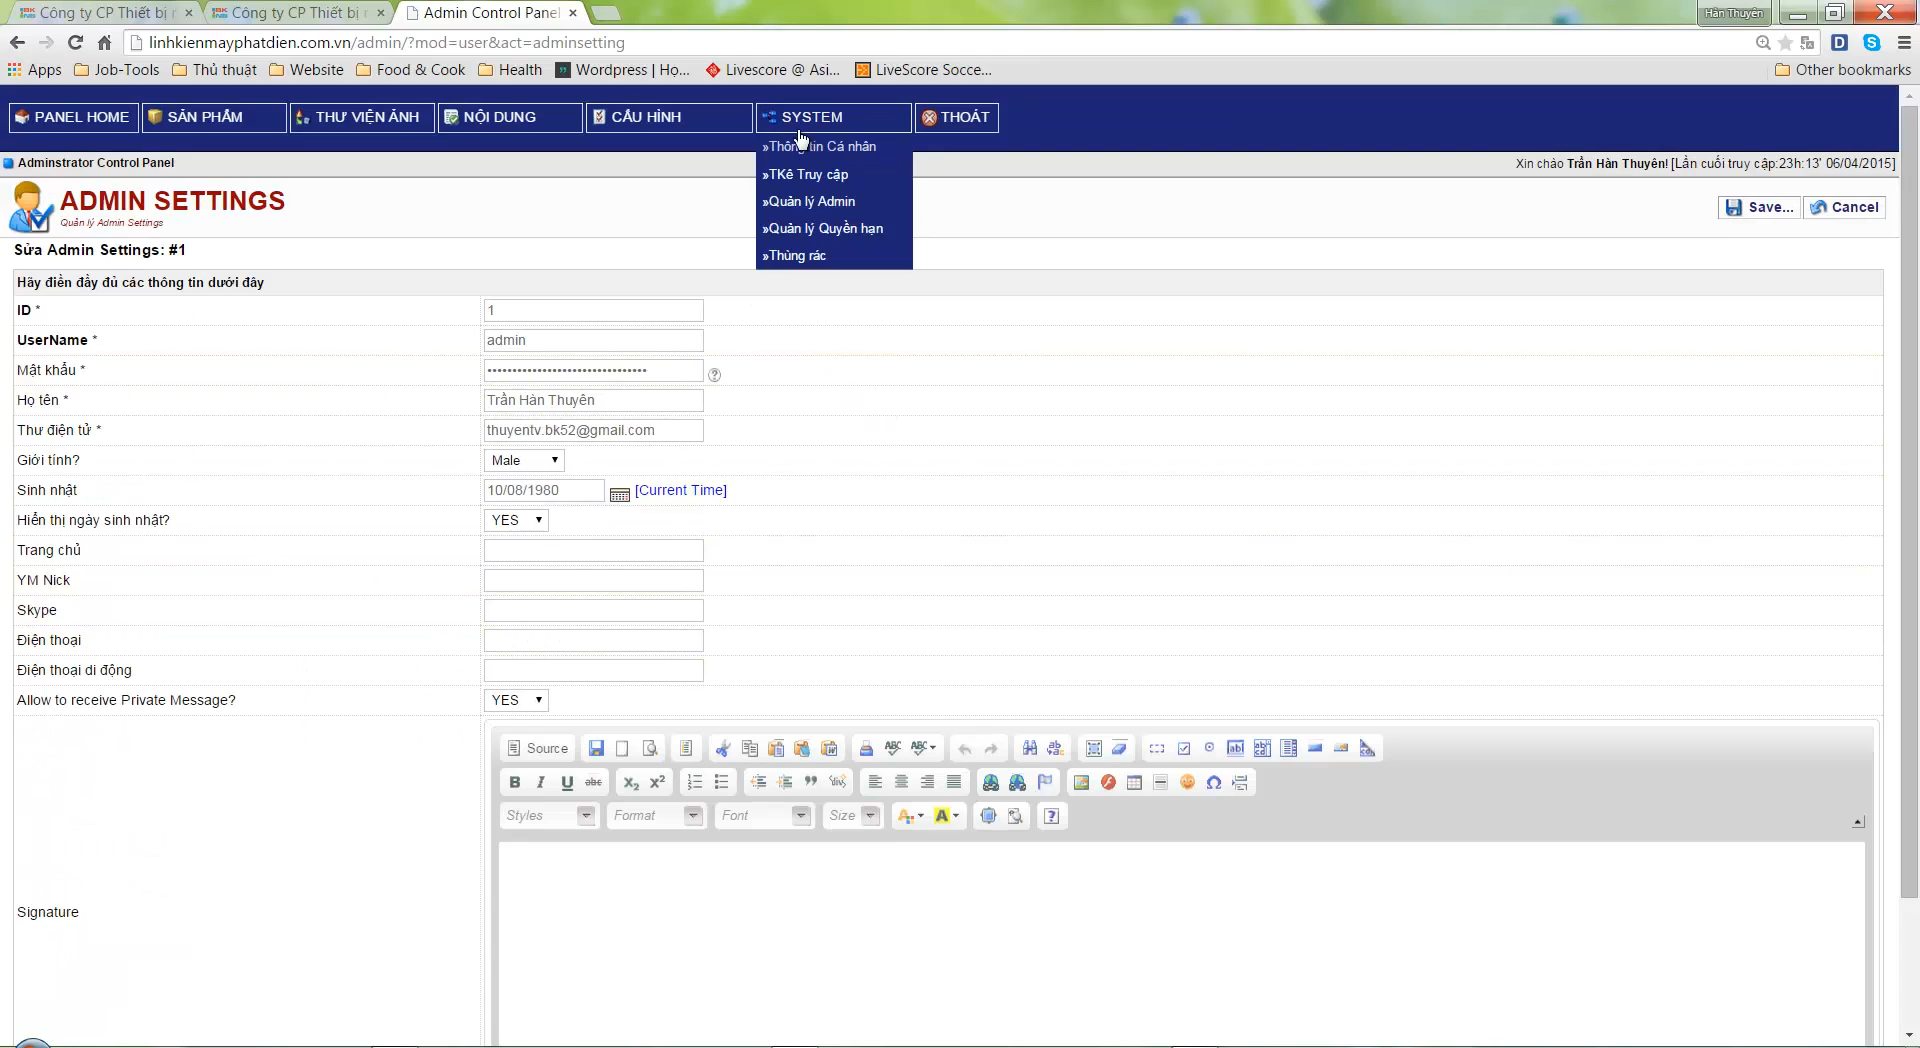 Công ty CP Thiết bị
Công ty CP Thiết bị
Admin Control Panel
Hàn Thuyên
linhkienmayphatdien.com.vn/admin/?mod=user&act=adminsetting
Apps
Job-Tools
Thủ thuật
Website
Food & Cook
Health
Wordpress | Họ...
Livescore @ Asi...
LiveScore Socce...
Other bookmarks
PANEL HOME
SẢN PHẨM
THƯ VIỆN ẢNH
NỘI DUNG
CẤU HÌNH
SYSTEM
THOÁT
»Thông tin Cá nhân
»TKê Truy cập
»Quản lý Admin
»Quản lý Quyền hạn
»Thùng rác
Adminstrator Control Panel
Xin chào Trần Hàn Thuyên! [Lần cuối truy cập:23h:13' 06/04/2015]
ADMIN SETTINGS
Quản lý Admin Settings
Save...
Cancel
Sửa Admin Settings: #1
Hãy điền đầy đủ các thông tin dưới đây
ID * 1
UserName * admin
Mật khẩu * ••••••••••••••••••••••••••••••••
Họ tên * Trần Hàn Thuyên
Thư điện tử * thuyentv.bk52@gmail.com
Giới tính? Male
Sinh nhật 10/08/1980 [Current Time]
Hiển thị ngày sinh nhật? YES
Trang chủ
YM Nick
Skype
Điện thoại
Điện thoại di động
Allow to receive Private Message? YES
Source
B I U abc X₂ X²
Styles Format Font Size
Signature